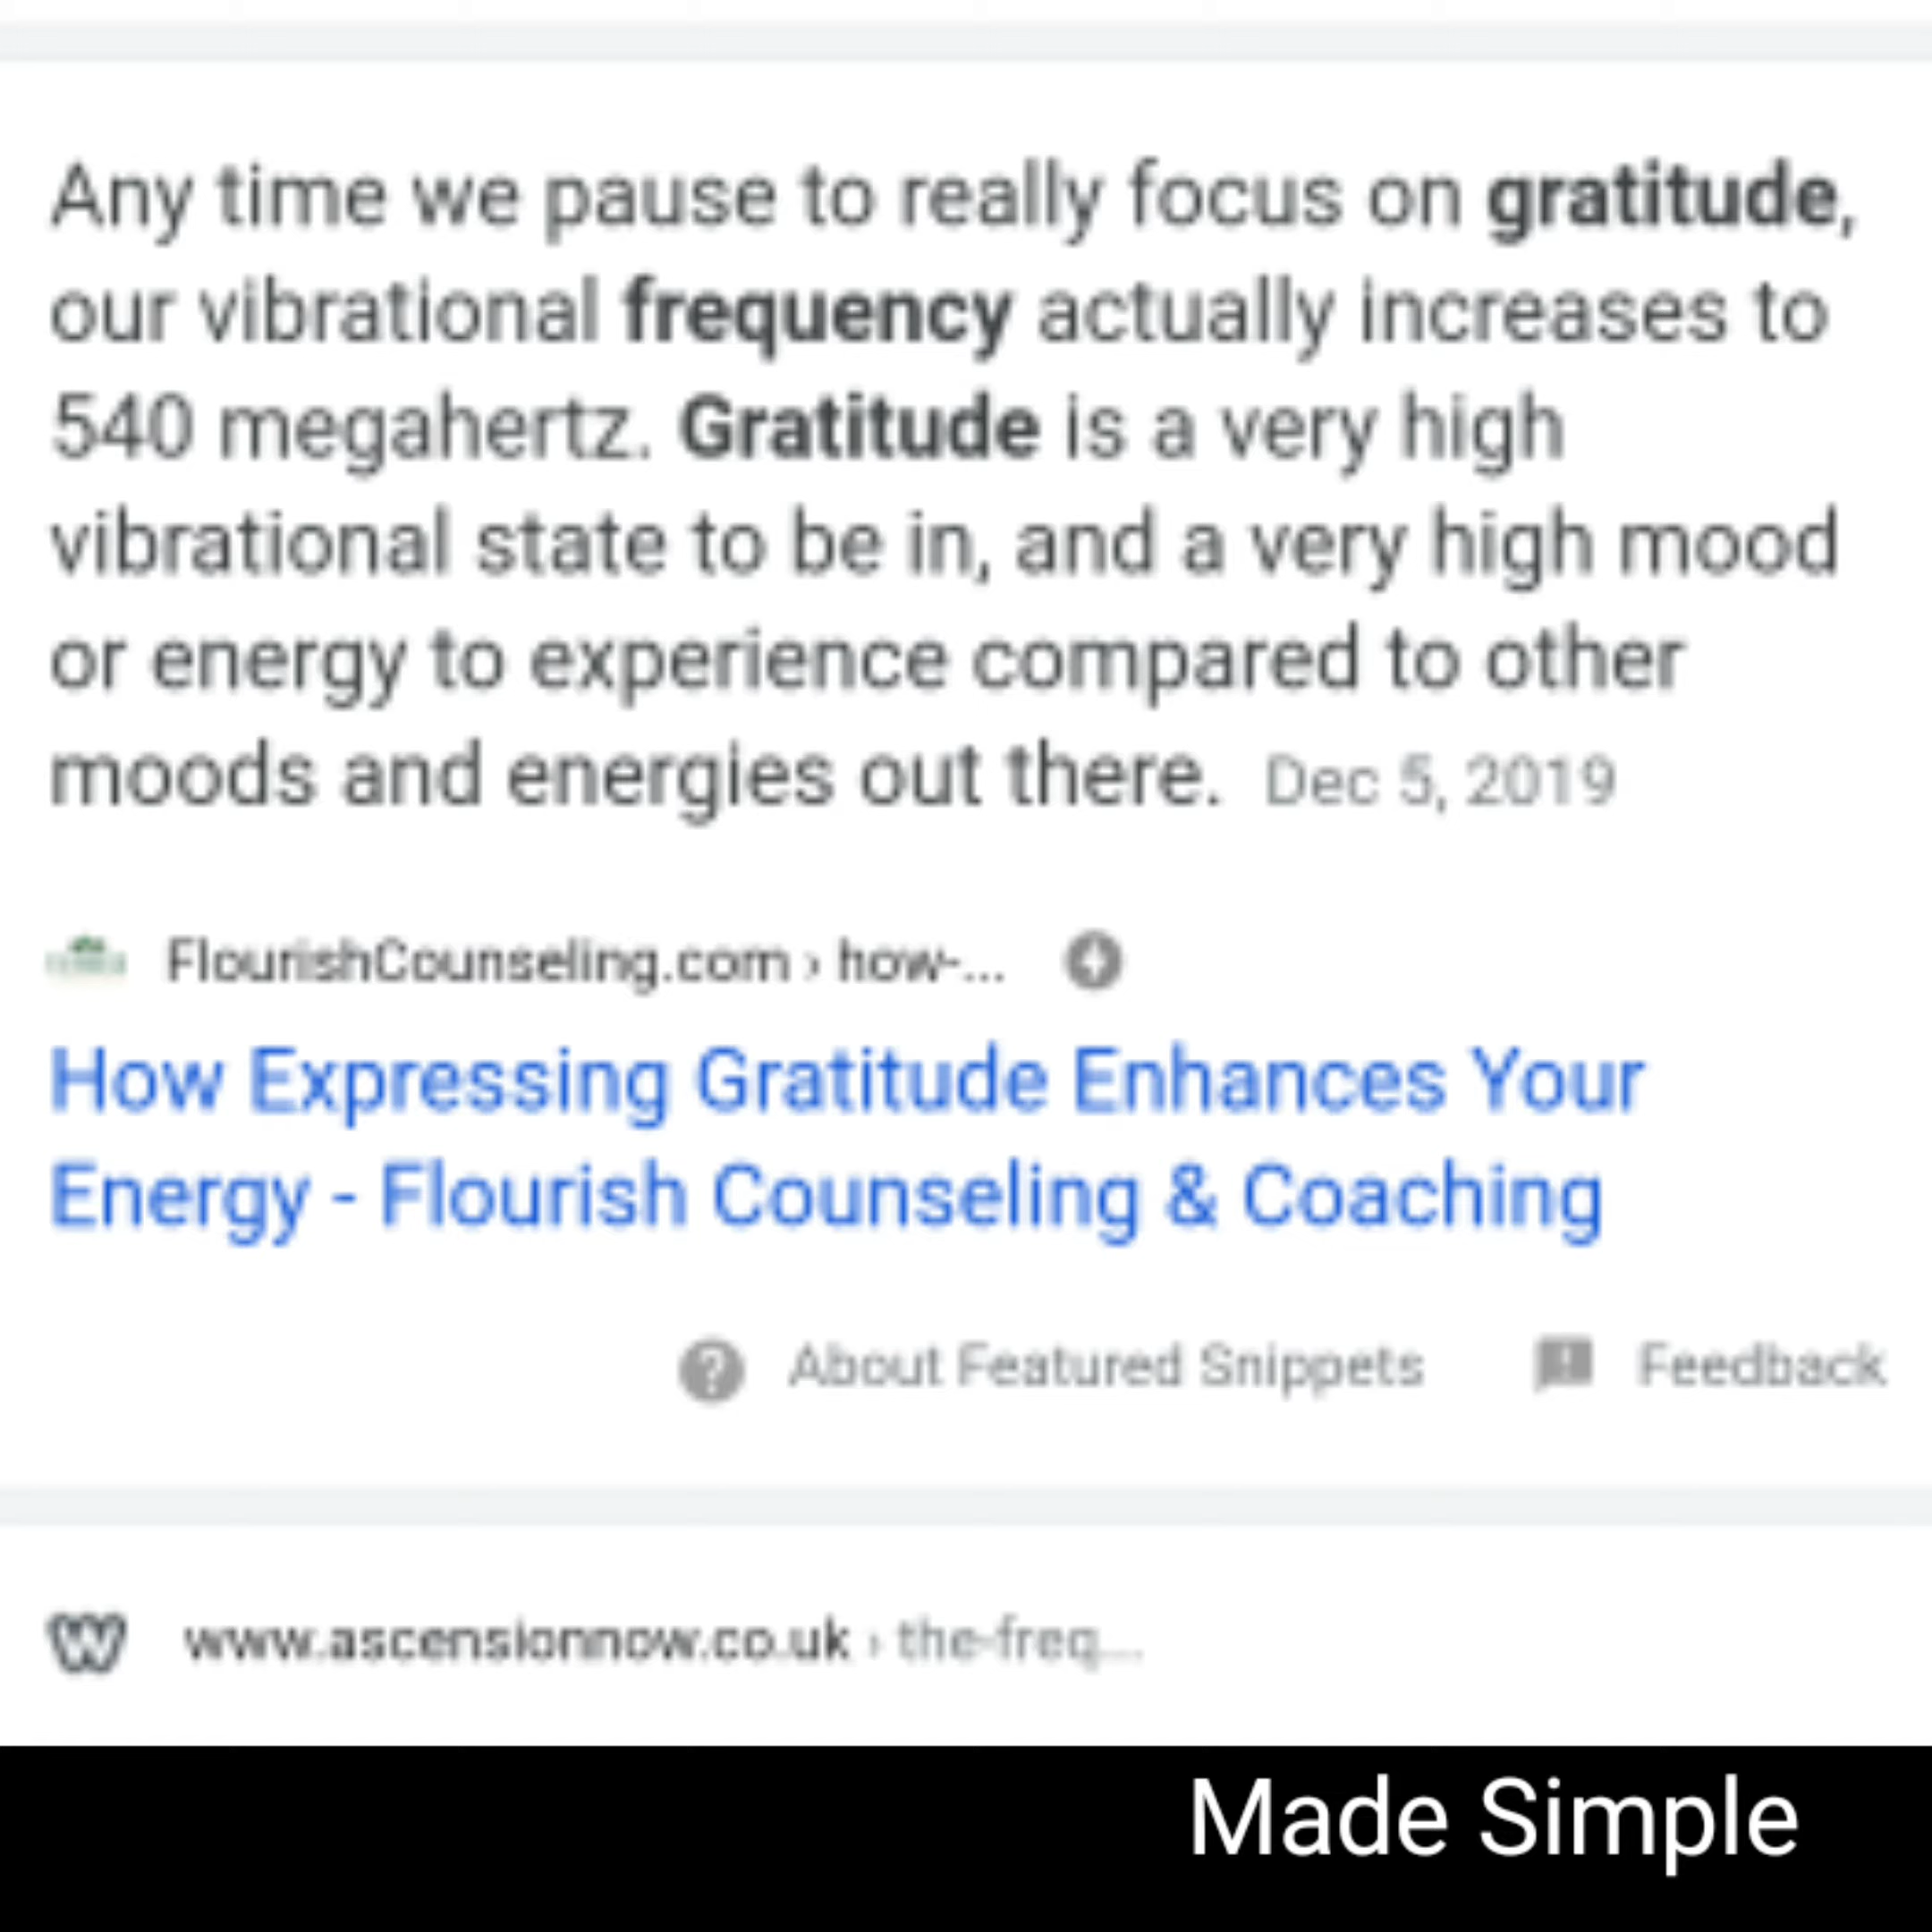 Any time we pause to really focus on gratitude,
our vibrational frequency actually increases to
540 megahertz. Gratitude is a very high
vibrational state to be in, and a very high mood
or energy to experience compared to other
moods and energies out there. Dec 5, 2019
FlourishCounseling.com › how-...
How Expressing Gratitude Enhances Your
Energy - Flourish Counseling & Coaching
About Featured Snippets Feedback
www.ascensionnow.co.uk › the-freq...
Made Simple